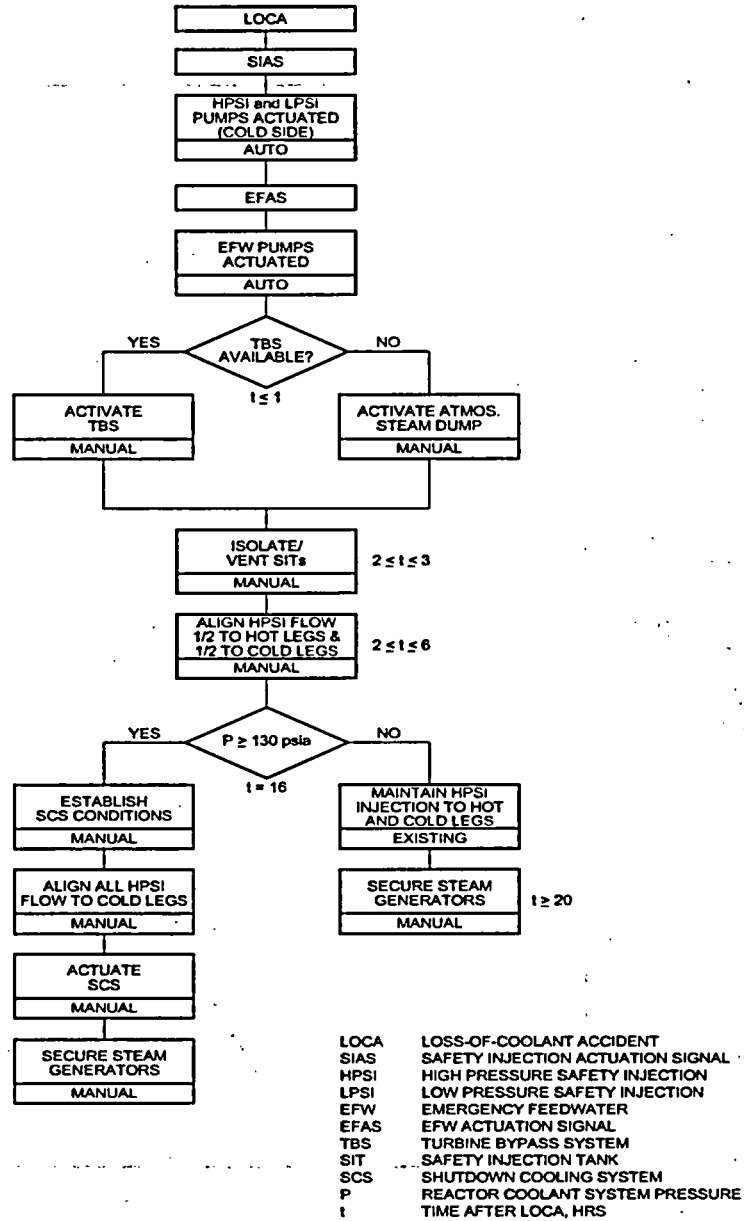 LOCA
SIAS
HPSI and LPSI
PUMPS ACTUATED
(COLD SIDE)
AUTO
EFAS
EFW PUMPS
ACTUATED
AUTO
YES
TBS
AVAILABLE?
NO
t ≤ 1
ACTIVATE
TBS
MANUAL
ACTIVATE ATMOS.
STEAM DUMP
MANUAL
ISOLATE/
VENT SITs
MANUAL
2 ≤ t ≤ 3
ALIGN HPSI FLOW
1/2 TO HOT LEGS &
1/2 TO COLD LEGS
MANUAL
2 ≤ t ≤ 6
YES
P ≥ 130 psia
NO
t = 16
ESTABLISH
SCS CONDITIONS
MANUAL
MAINTAIN HPSI
INJECTION TO HOT
AND COLD LEGS
EXISTING
ALIGN ALL HPSI
FLOW TO COLD LEGS
MANUAL
SECURE STEAM
GENERATORS
MANUAL
t ≥ 20
ACTUATE
SCS
MANUAL
SECURE STEAM
GENERATORS
MANUAL
LOCA LOSS-OF-COOLANT ACCIDENT
SIAS SAFETY INJECTION ACTUATION SIGNAL
HPSI HIGH PRESSURE SAFETY INJECTION
LPSI LOW PRESSURE SAFETY INJECTION
EFW EMERGENCY FEEDWATER
EFAS EFW ACTUATION SIGNAL
TBS TURBINE BYPASS SYSTEM
SIT SAFETY INJECTION TANK
SCS SHUTDOWN COOLING SYSTEM
P REACTOR COOLANT SYSTEM PRESSURE
t TIME AFTER LOCA, HRS